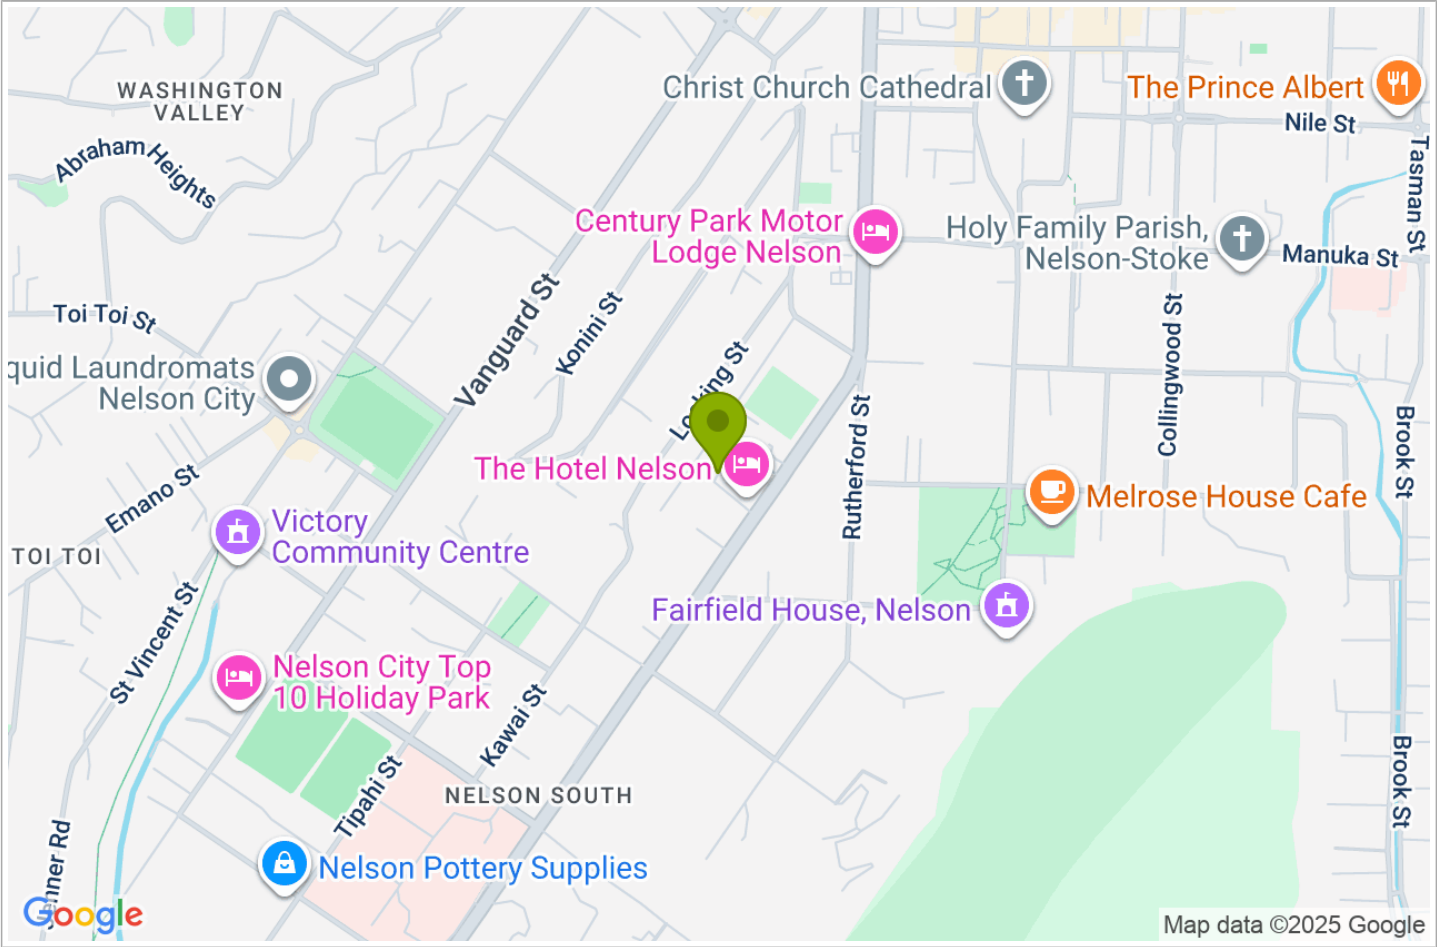 WASHINGTON
VALLEY
Christ Church Cathedral
The Prince Albert
Nile St
Abraham Heights
Tasman St
Century Park Motor
Lodge Nelson
Holy Family Parish,
Nelson-Stoke
Manuka St
Toi Toi St
Vanguard St
Konini St
Collingwood St
quid Laundromats
Nelson City
Rutherford St
Brook St
The Hotel Nelson
Emano St
Melrose House Cafe
Victory
Community Centre
TOI TOI
St Vincent St
Fairfield House, Nelson
Nelson City Top
10 Holiday Park
Kawai St
Tipahi St
NELSON SOUTH
Brook St
Nelson Pottery Supplies
Google
Map data ©2025 Google